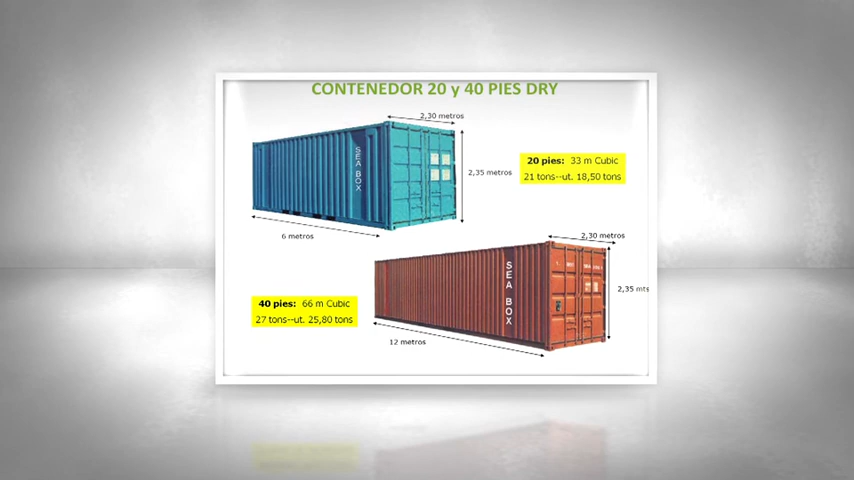 CONTENEDOR 20 y 40 PIES DRY
2,30 metros
SEA BOX
20 pies: 33 m Cubic
21 tons--ut. 18,50 tons
2,35 metros
6 metros
2,30 metros
SEA BOX
2,35 mts
40 pies: 66 m Cubic
27 tons--ut. 25,80 tons
12 metros